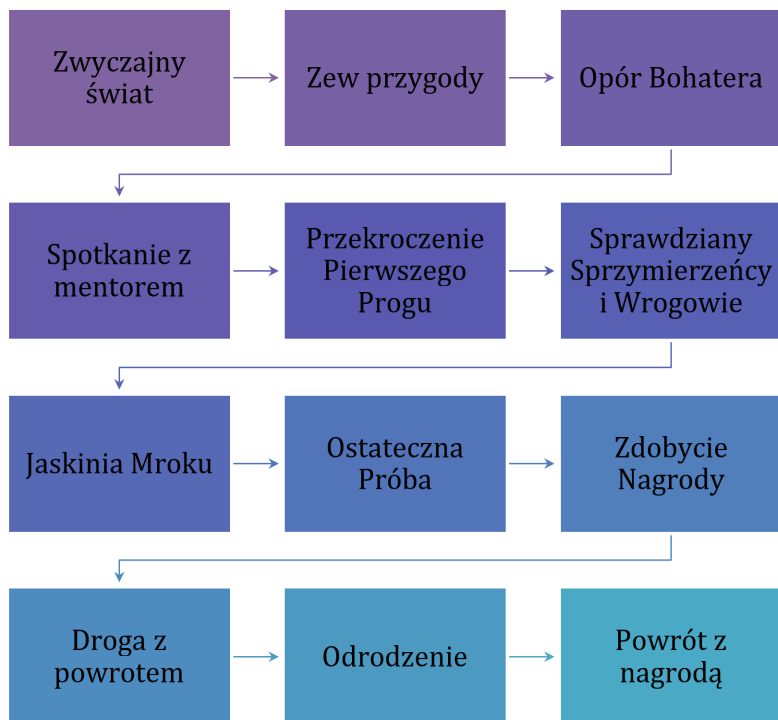 Zwyczajny
świat
Zew przygody
Opór Bohatera
Spotkanie z
mentorem
Przekroczenie
Pierwszego
Progu
Sprawdziany
Sprzymierzeńcy
i Wrogowie
Jaskinia Mroku
Ostateczna
Próba
Zdobycie
Nagrody
Droga z
powrotem
Odrodzenie
Powrót z
nagrodą